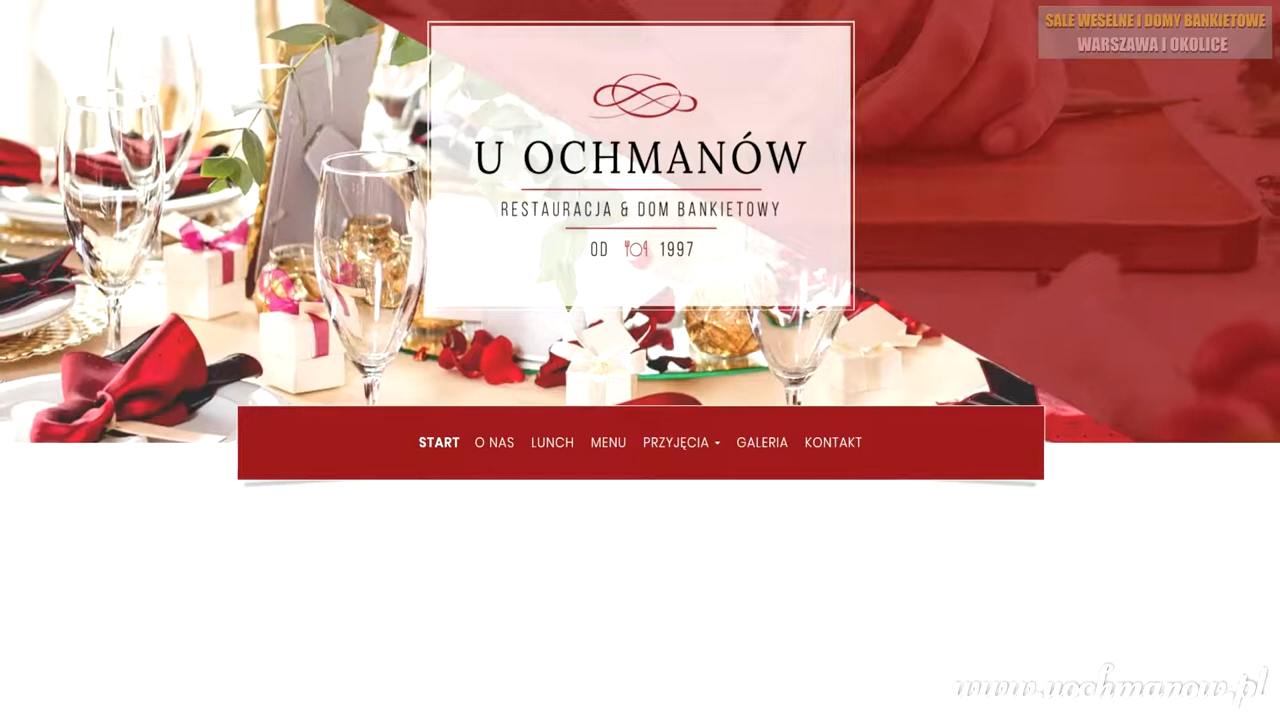 SALE WESELNE I DOMY BANKIETOWE
WARSZAWA I OKOLICE
U OCHMANÓW
RESTAURACJA & DOM BANKIETOWY
OD 1997
START O NAS LUNCH MENU PRZYJĘCIA GALERIA KONTAKT
www.uochmanow.pl